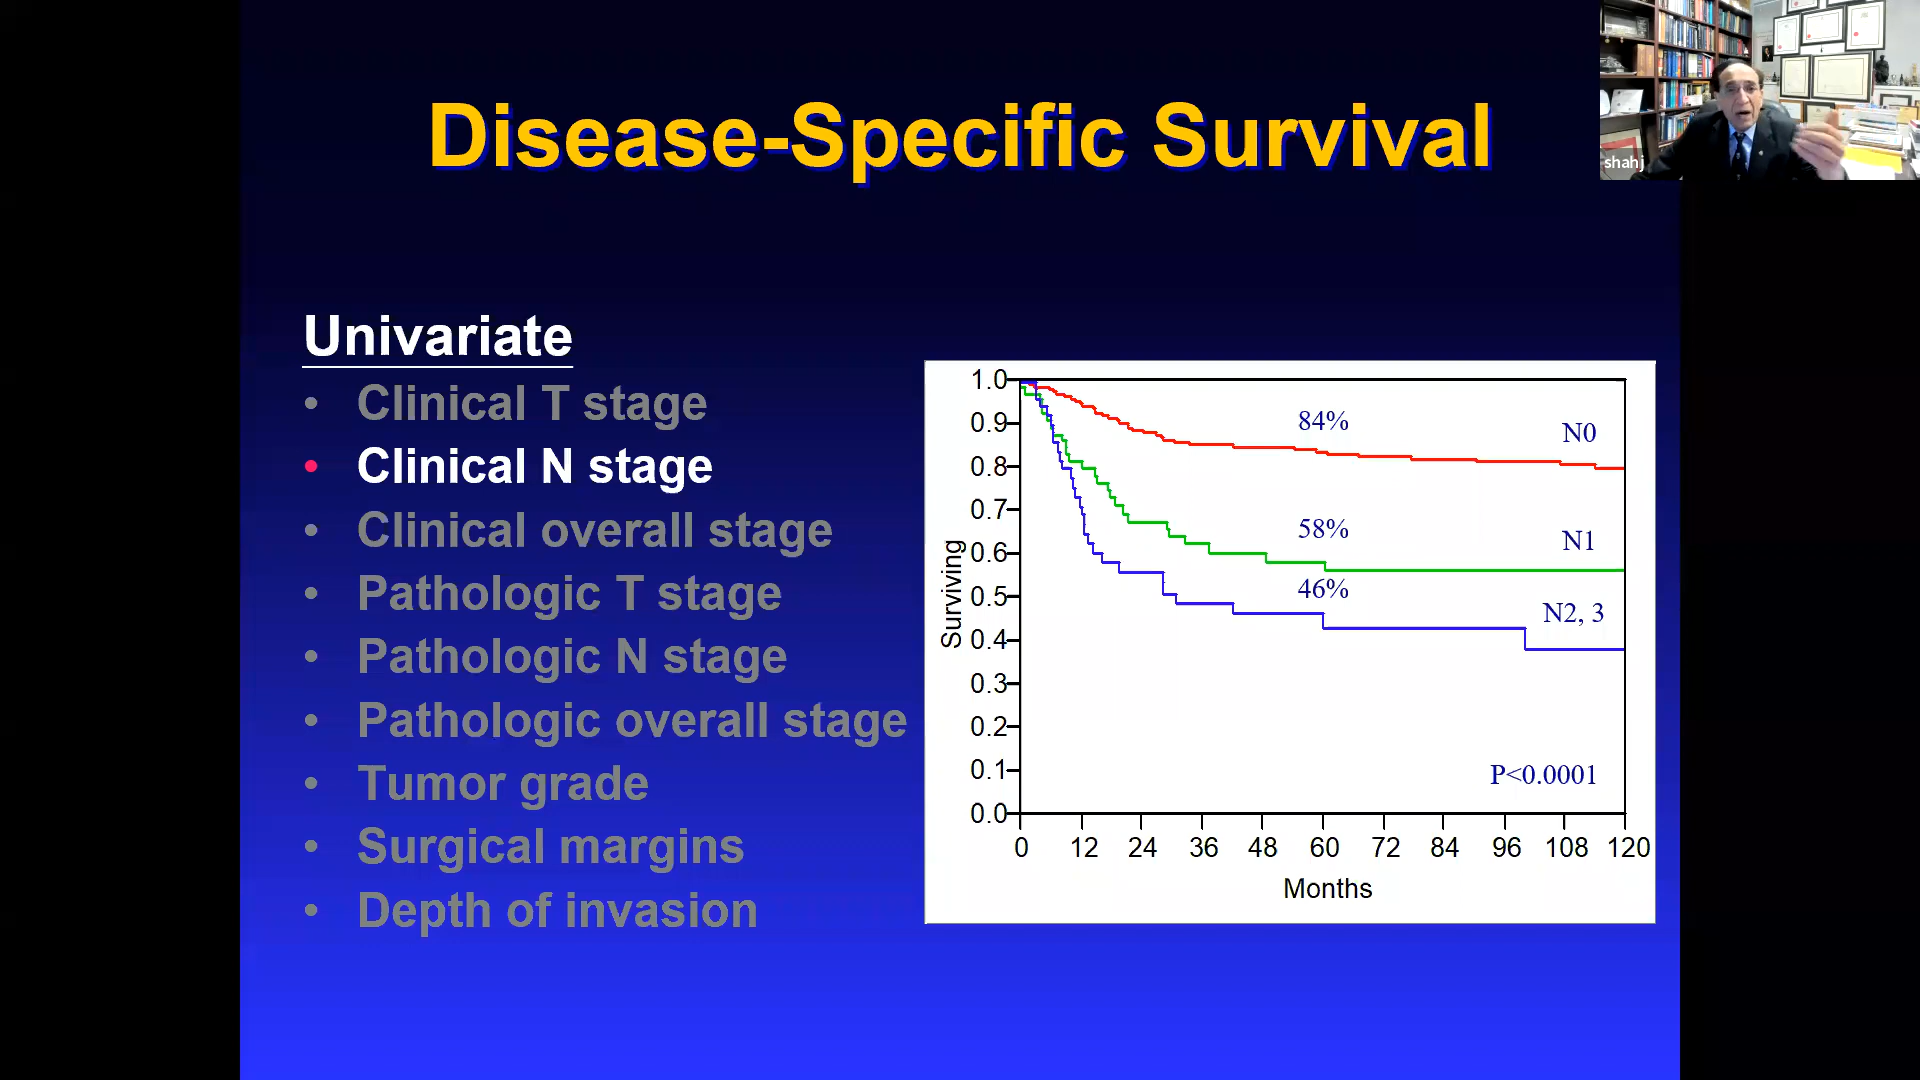 Disease-Specific Survival
shahj
Univariate
• Clinical T stage
• Clinical N stage
• Clinical overall stage
• Pathologic T stage
• Pathologic N stage
• Pathologic overall stage
• Tumor grade
• Surgical margins
• Depth of invasion
Surviving
1.0
0.9
0.8
0.7
0.6
0.5
0.4
0.3
0.2
0.1
0.0
84%
N0
58%
N1
46%
N2, 3
P<0.0001
0 12 24 36 48 60 72 84 96 108 120
Months